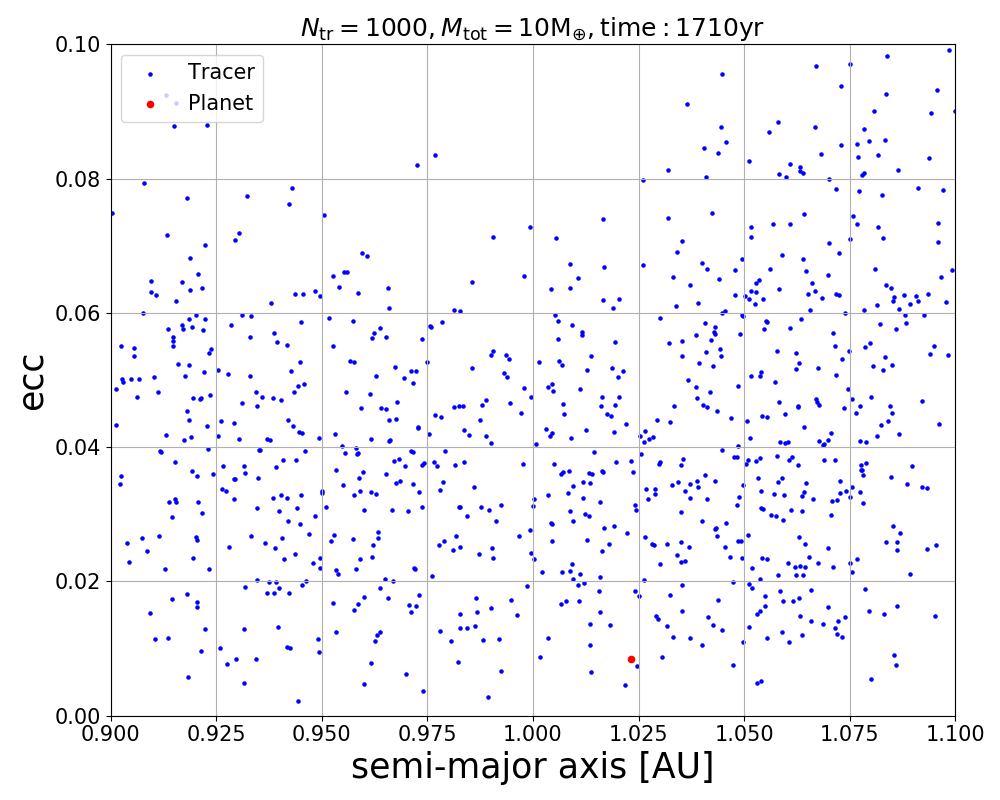 N_tr = 1000, M_tot = 10M_⊕, time : 1710yr
Tracer
Planet
ecc
0.10
0.08
0.06
0.04
0.02
0.00
0.900 0.925 0.950 0.975 1.000 1.025 1.050 1.075 1.100
semi-major axis [AU]